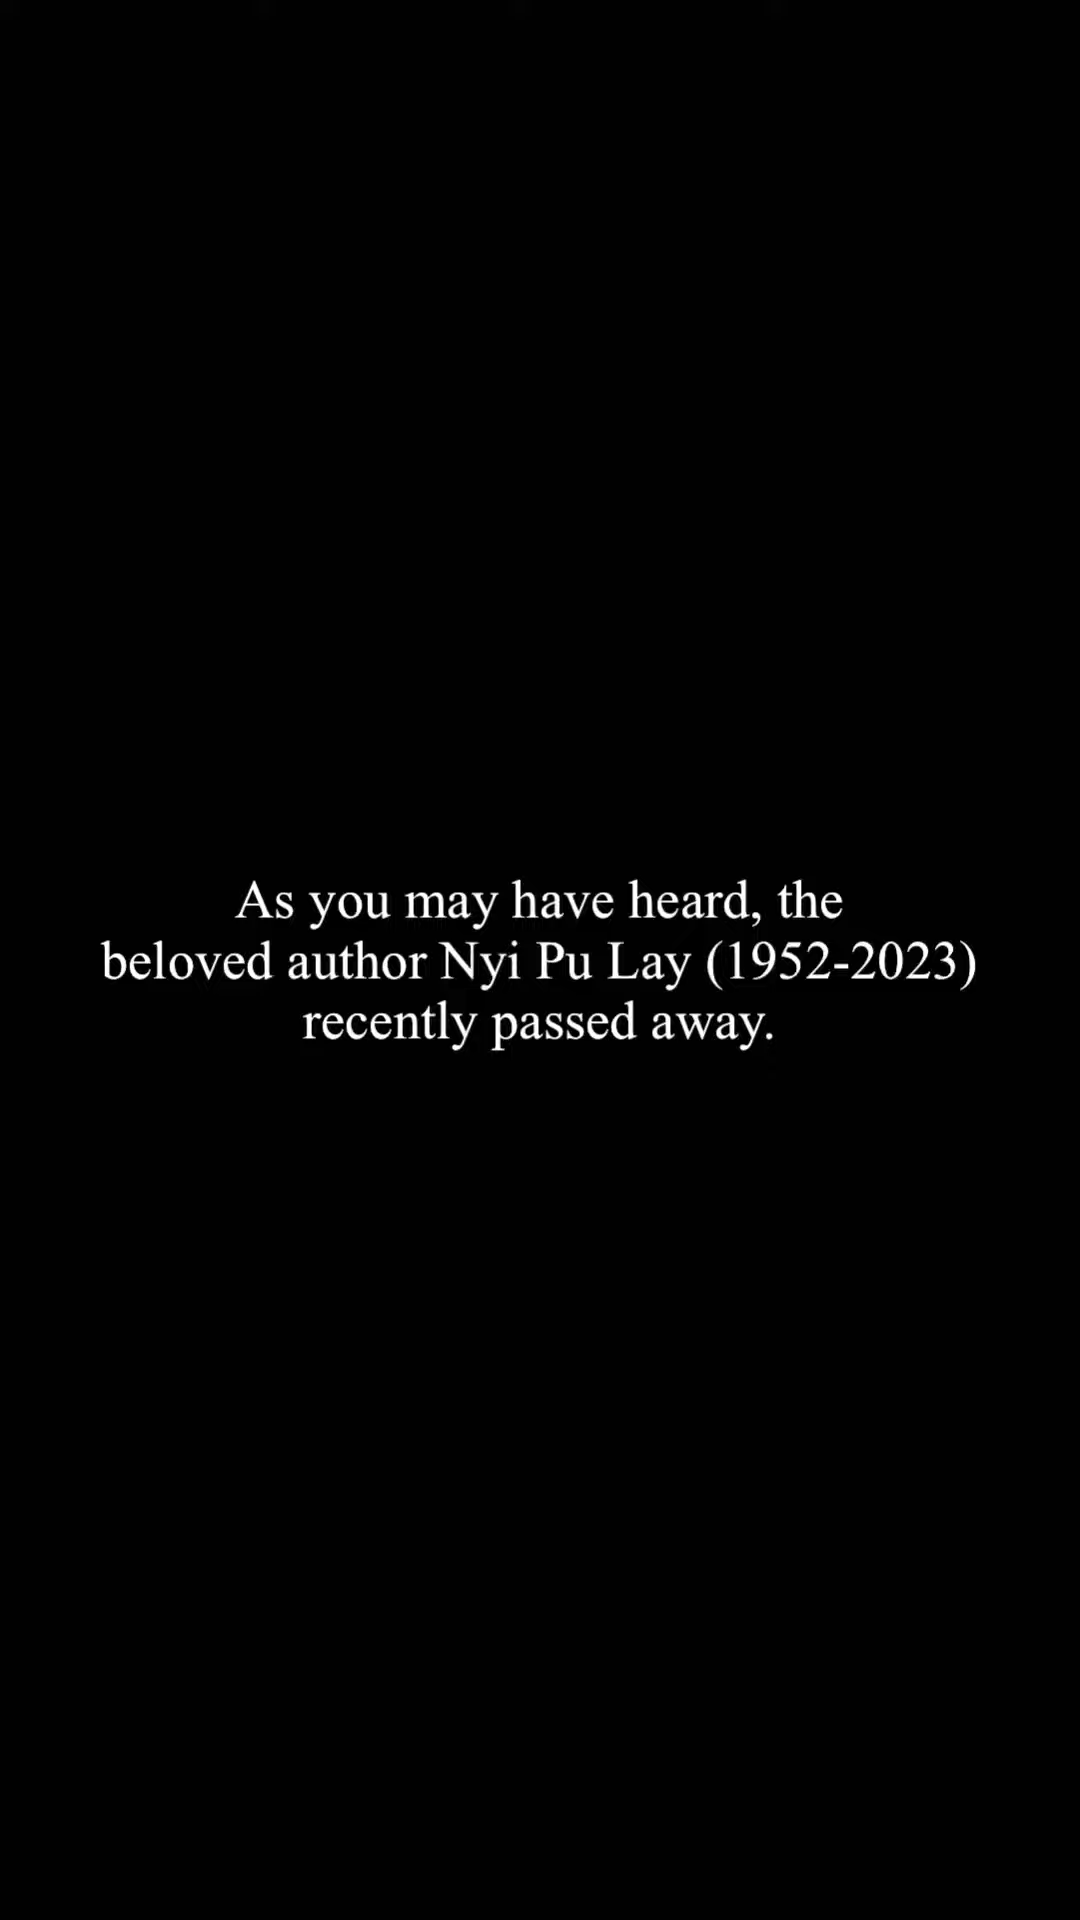 As you may have heard, the
beloved author Nyi Pu Lay (1952-2023)
recently passed away.